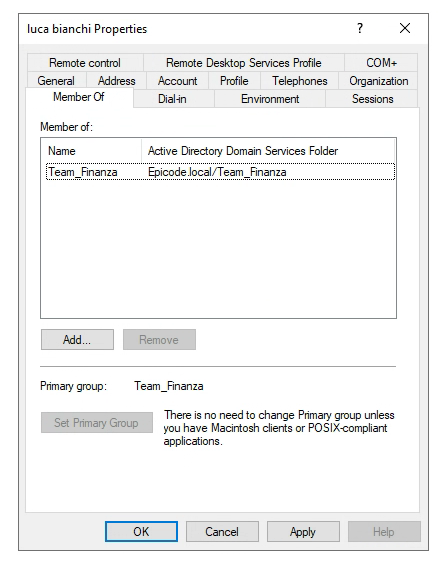 luca bianchi Properties
?
Remote control
Remote Desktop Services Profile
COM+
General
Address
Account
Profile
Telephones
Organization
Member Of
Dial-in
Environment
Sessions
Member of:
Name
Active Directory Domain Services Folder
Team_Finanza
Epicode.local/Team_Finanza
Add...
Remove
Primary group:
Team_Finanza
Set Primary Group
There is no need to change Primary group unless
you have Macintosh clients or POSIX-compliant
applications.
OK
Cancel
Apply
Help